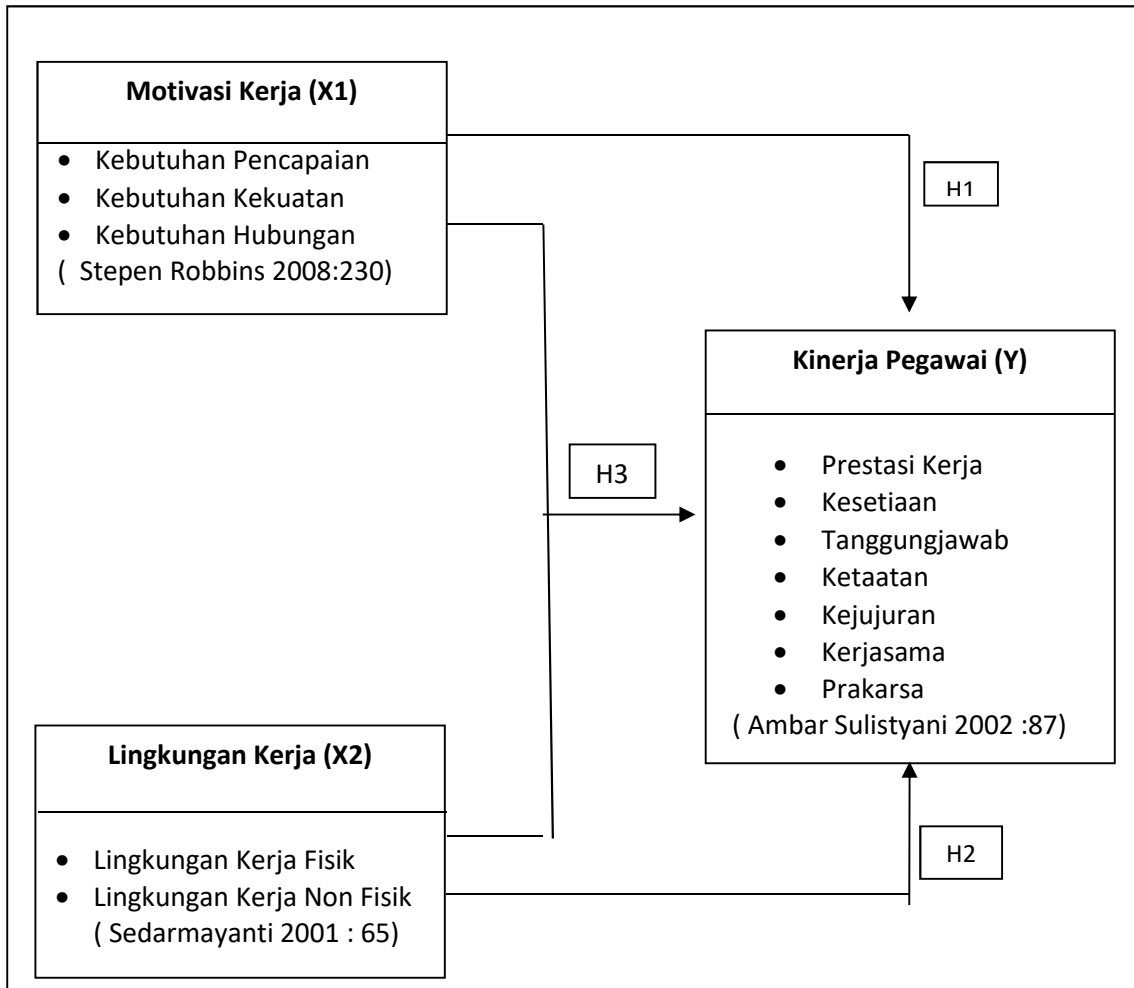 Motivasi Kerja (X1)
• Kebutuhan Pencapaian
• Kebutuhan Kekuatan
• Kebutuhan Hubungan
( Stepen Robbins 2008:230)
H1
Kinerja Pegawai (Y)
• Prestasi Kerja
• Kesetiaan
• Tanggungjawab
• Ketaatan
• Kejujuran
• Kerjasama
• Prakarsa
( Ambar Sulistyani 2002 :87)
H3
Lingkungan Kerja (X2)
• Lingkungan Kerja Fisik
• Lingkungan Kerja Non Fisik
( Sedarmayanti 2001 : 65)
H2